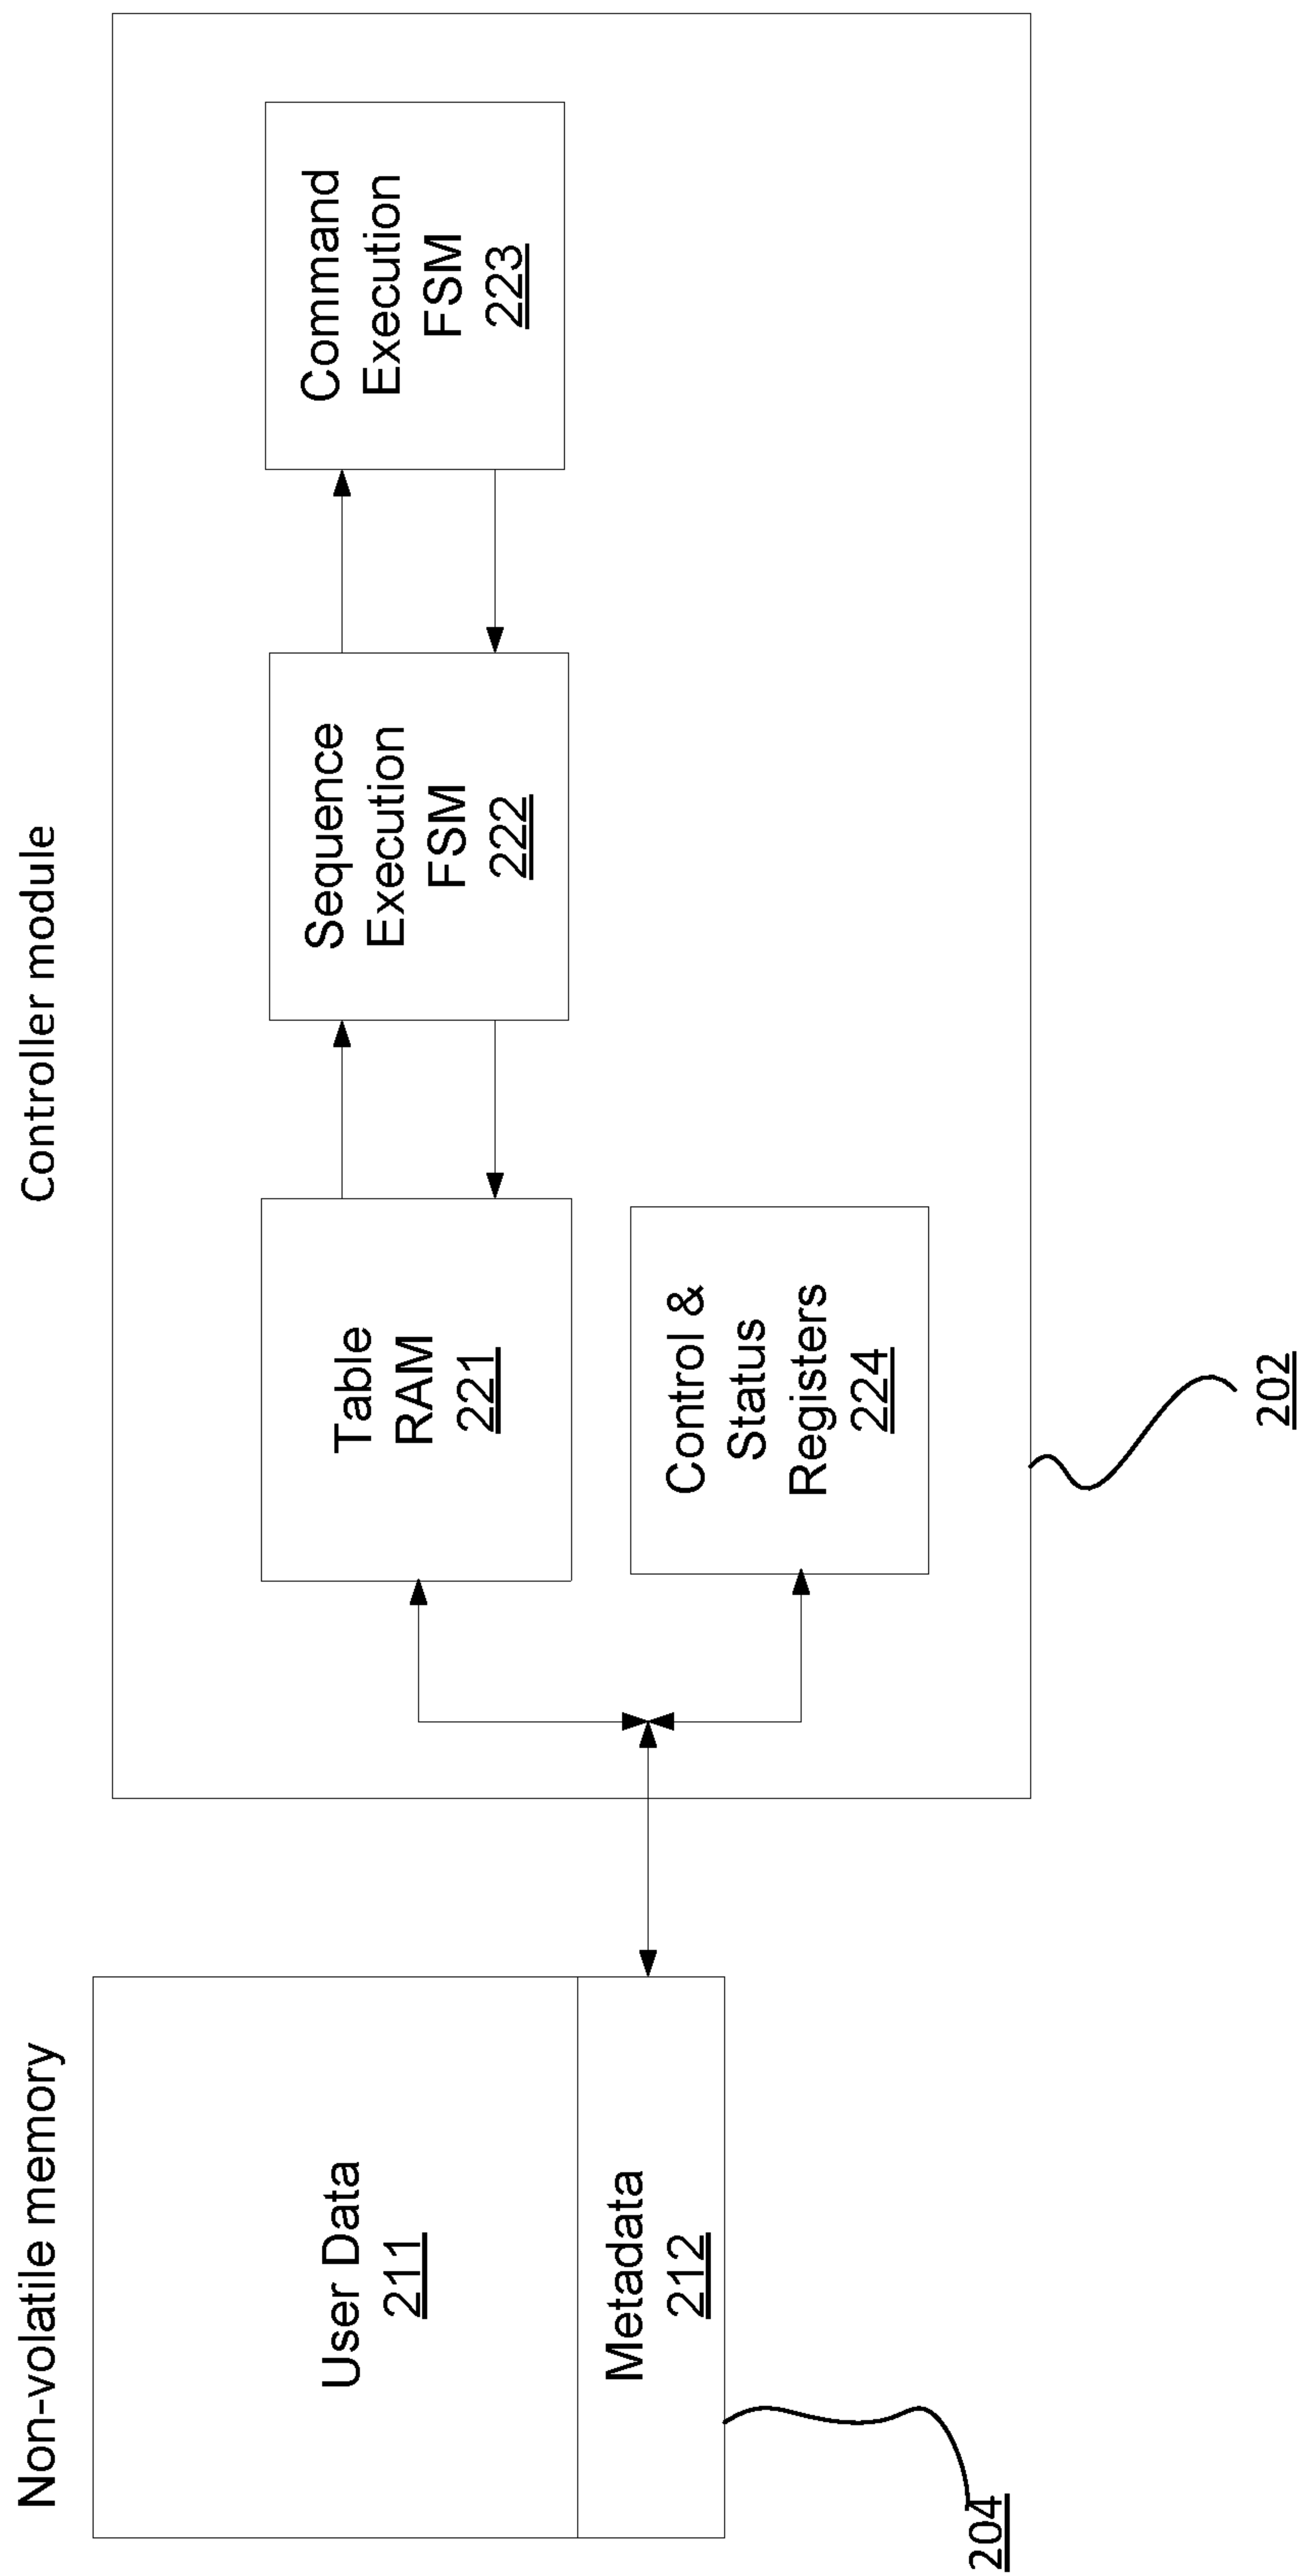 Non-volatile memory
User Data
211
Metadata
212
204
Controller module
Table
RAM
221
Sequence
Execution
FSM
222
Command
Execution
FSM
223
Control &
Status
Registers
224
202